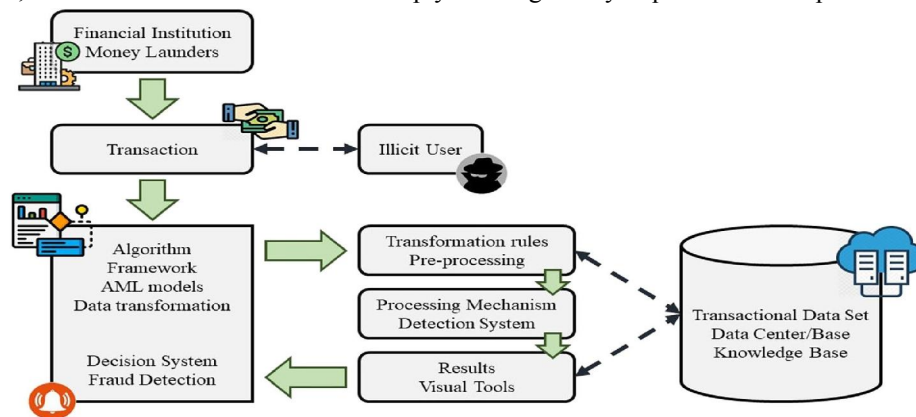 Financial Institution
Money Launders
Transaction
Illicit User
Algorithm
Framework
AML models
Data transformation
Decision System
Fraud Detection
Transformation rules
Pre-processing
Processing Mechanism
Detection System
Results
Visual Tools
Transactional Data Set
Data Center/Base
Knowledge Base